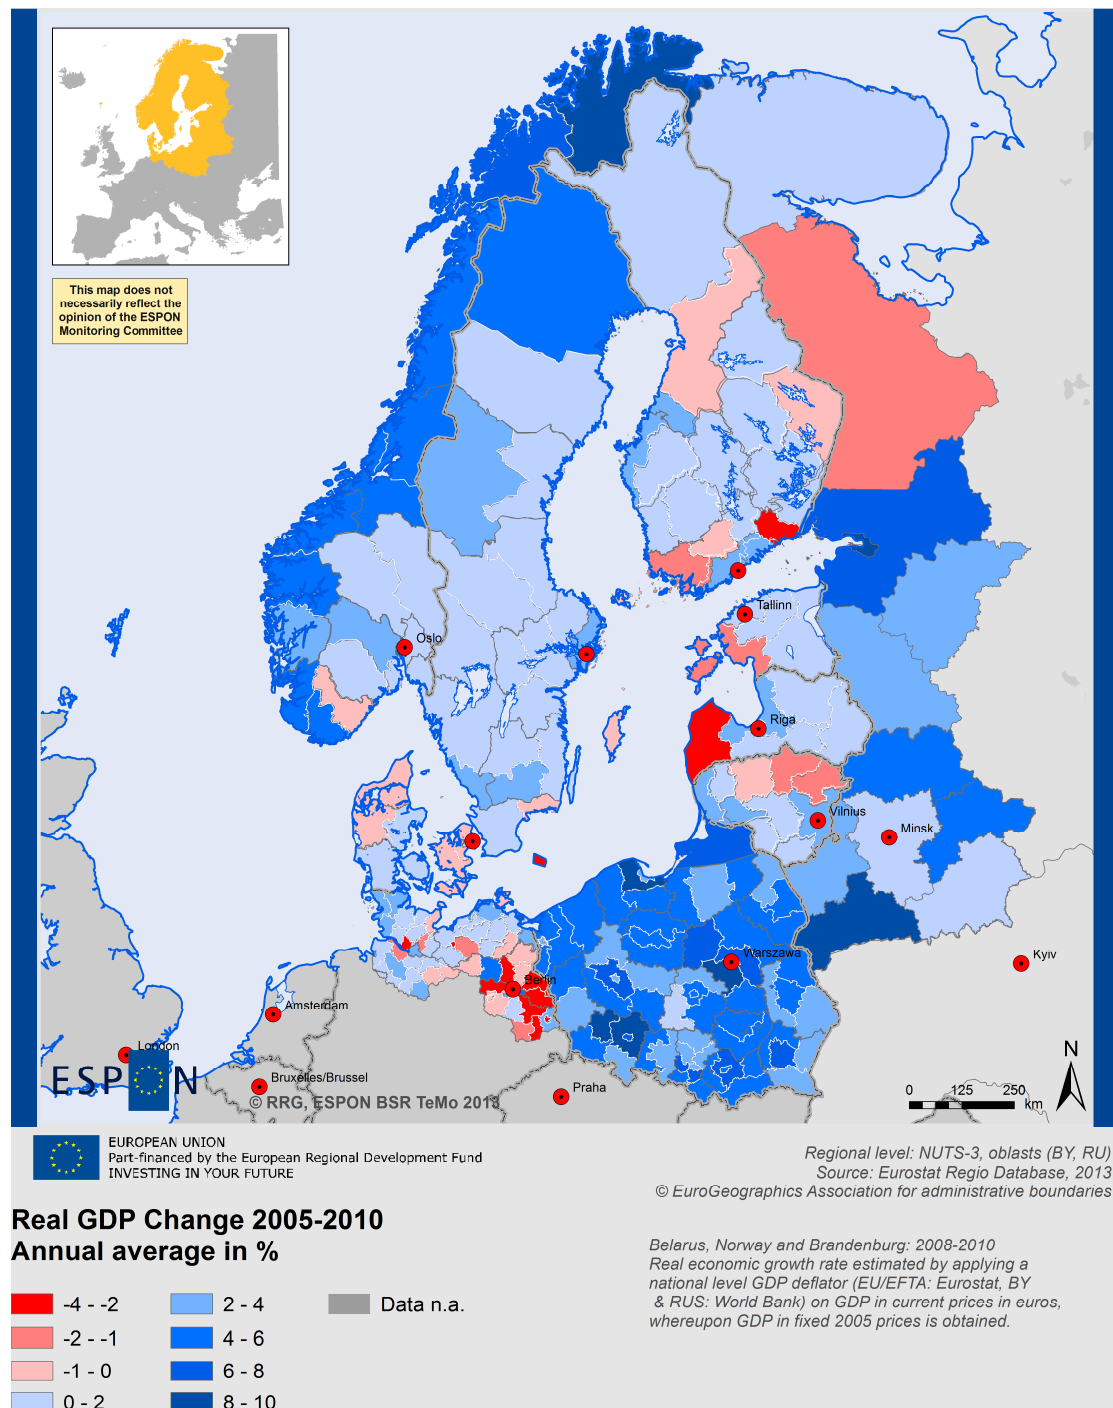 This map does not
necessarily reflect the
opinion of the ESPON
Monitoring Committee
Oslo
Tallinn
Riga
Vilnius
Minsk
Warszawa
Kyiv
Berlin
Amsterdam
London
Bruxelles/Brussel
Praha
ESPON
© RRG, ESPON BSR TeMo 2013
N
0 125 250
km
EUROPEAN UNION
Part-financed by the European Regional Development Fund
INVESTING IN YOUR FUTURE
Regional level: NUTS-3, oblasts (BY, RU)
Source: Eurostat Regio Database, 2013
© EuroGeographics Association for administrative boundaries
Real GDP Change 2005-2010
Annual average in %
-4 - -2
-2 - -1
-1 - 0
0 - 2
2 - 4
4 - 6
6 - 8
8 - 10
Data n.a.
Belarus, Norway and Brandenburg: 2008-2010
Real economic growth rate estimated by applying a
national level GDP deflator (EU/EFTA: Eurostat, BY
& RUS: World Bank) on GDP in current prices in euros,
whereupon GDP in fixed 2005 prices is obtained.